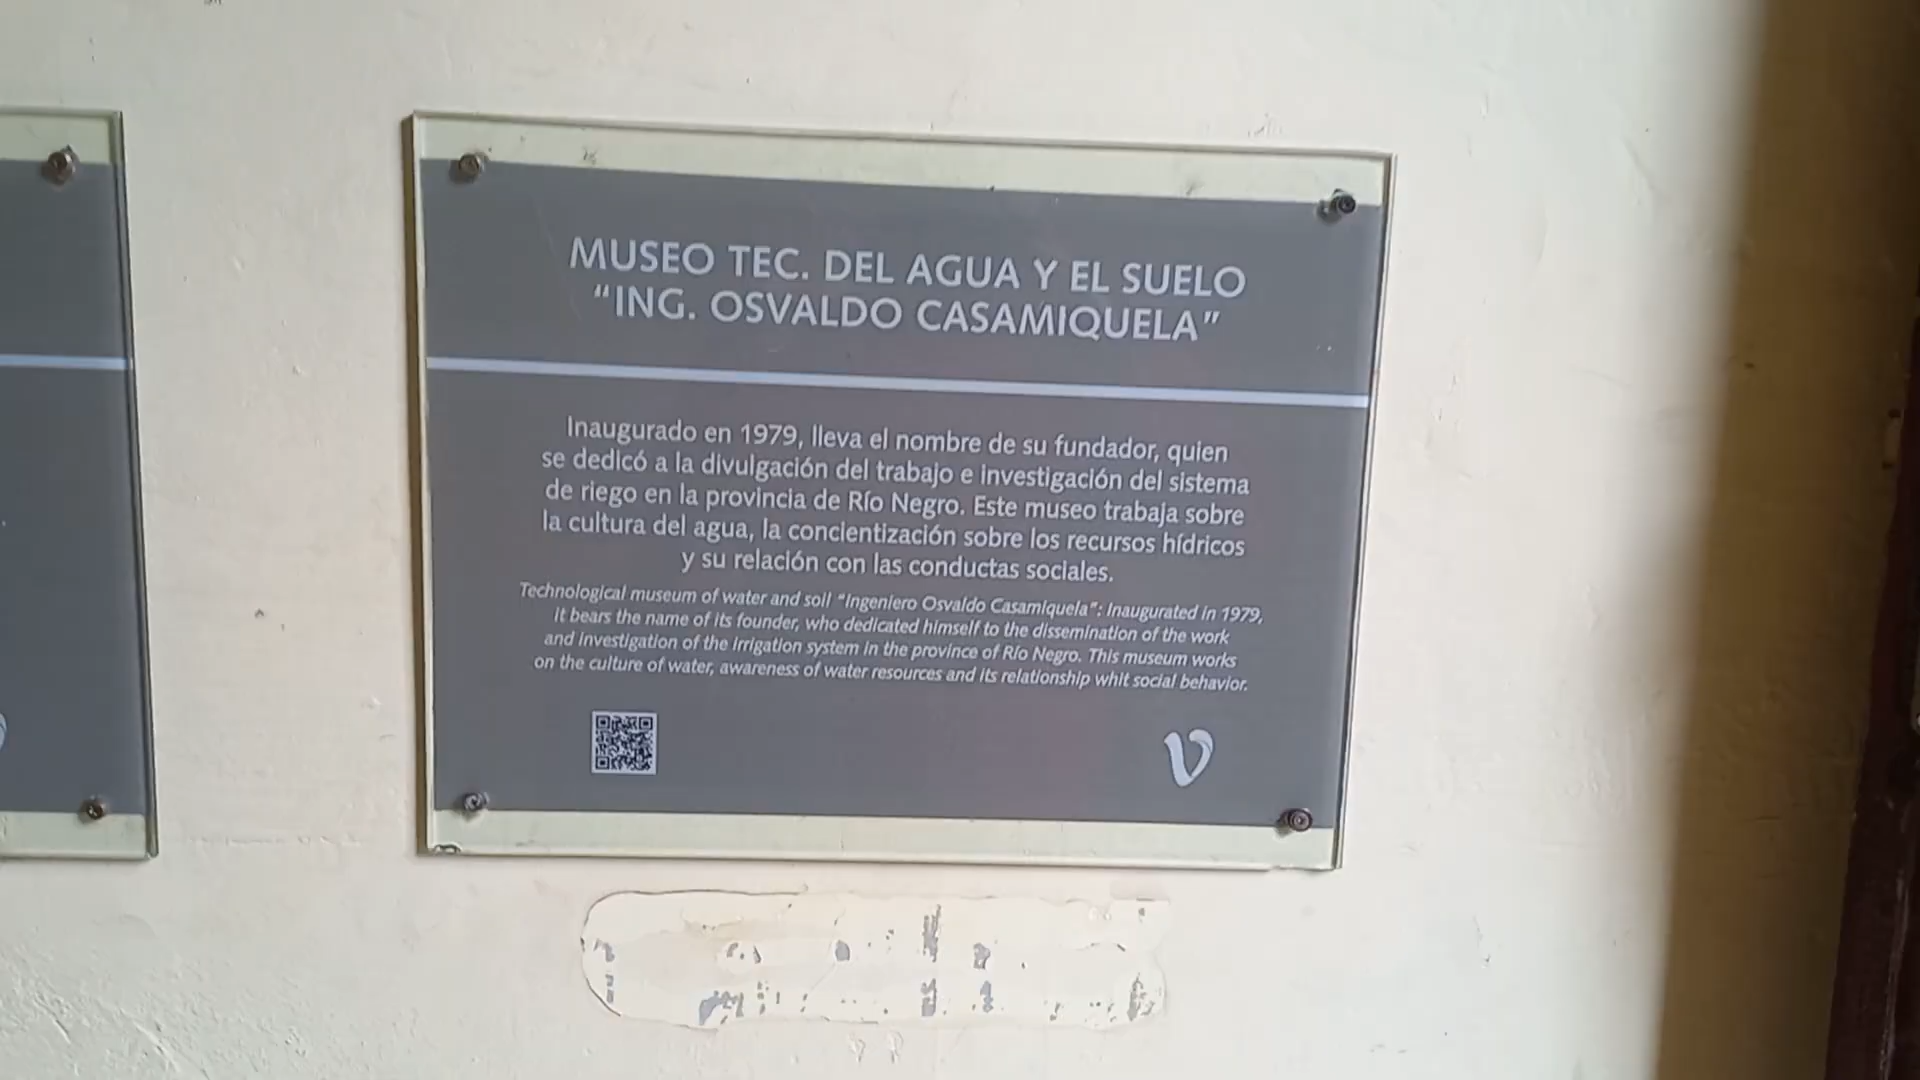 MUSEO TEC. DEL AGUA Y EL SUELO
“ING. OSVALDO CASAMIQUELA”
Inaugurado en 1979, lleva el nombre de su fundador, quien
se dedicó a la divulgación del trabajo e investigación del sistema
de riego en la provincia de Río Negro. Este museo trabaja sobre
la cultura del agua, la concientización sobre los recursos hídricos
y su relación con las conductas sociales.
Technological museum of water and soil “Ingeniero Osvaldo Casamiquela”: Inaugurated in 1979,
it bears the name of its founder, who dedicated himself to the dissemination of the work
and investigation of the irrigation system in the province of Río Negro. This museum works
on the culture of water, awareness of water resources and its relationship whit social behavior.
V